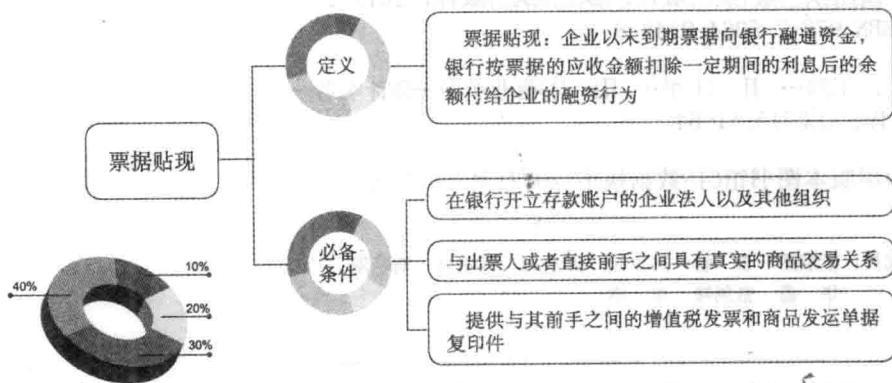 定义
票据贴现：企业以未到期票据向银行融通资金，
银行按票据的应收金额扣除一定期间的利息后的余
额付给企业的融资行为
票据贴现
在银行开立存款账户的企业法人以及其他组织
必备
条件
与出票人或者直接前手之间具有真实的商品交易关系
提供与其前手之间的增值税发票和商品发运单据
复印件
40%
10%
20%
30%